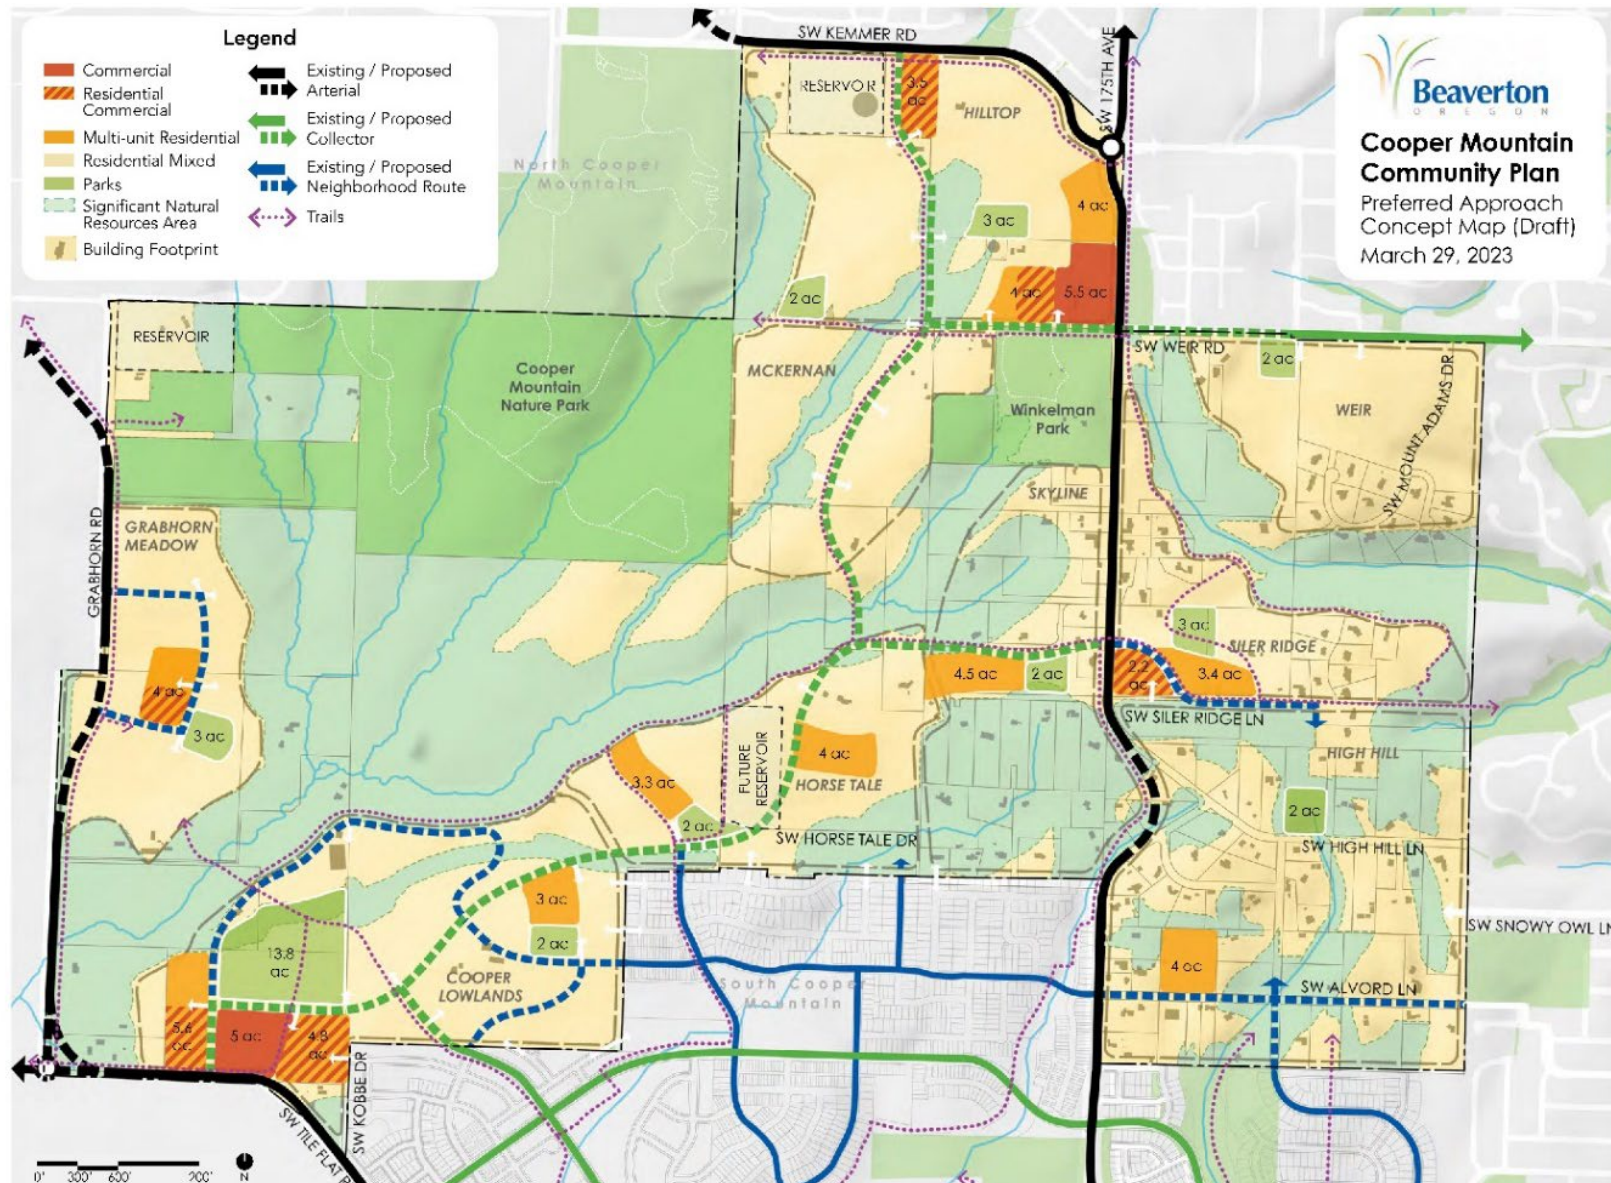 Legend
Commercial
Residential
Commercial
Multi-unit Residential
Residential Mixed
Parks
Significant Natural
Resources Area
Building Footprint
Existing / Proposed
Arterial
Existing / Proposed
Collector
Existing / Proposed
Neighborhood Route
Trails
Beaverton
OREGON
Cooper Mountain
Community Plan
Preferred Approach
Concept Map (Draft)
March 29, 2023
SW KEMMER RD
SW 175TH AVE
RESERVOIR
3.5
ac
HILLTOP
North Cooper
Mountain
4 ac
3 ac
2 ac
4 ac
5.5 ac
RESERVOIR
SW WEIR RD
2 ac
Cooper
Mountain
Nature Park
MCKERNAN
Winkelman
Park
WEIR
SW MOUNT ADAMS DR
SKYLINE
GRABHORN RD
GRABHORN
MEADOW
3 ac
SILER RIDGE
4.5 ac
2 ac
2.2
ac
3.4 ac
4 ac
3 ac
SW SILER RIDGE LN
HIGH HILL
3.3 ac
FUTURE
RESERVOIR
4 ac
HORSE TALE
2 ac
2 ac
SW HORSE TALE DR
SW HIGH HILL LN
3 ac
2 ac
SW SNOWY OWL LN
13.8
ac
COOPER
LOWLANDS
South Cooper
Mountain
4 ac
SW ALVORD LN
5.6
ac
5 ac
4.8
ac
SW KOBBE DR
SW TILE FLAT R
0'
300'
600'
N